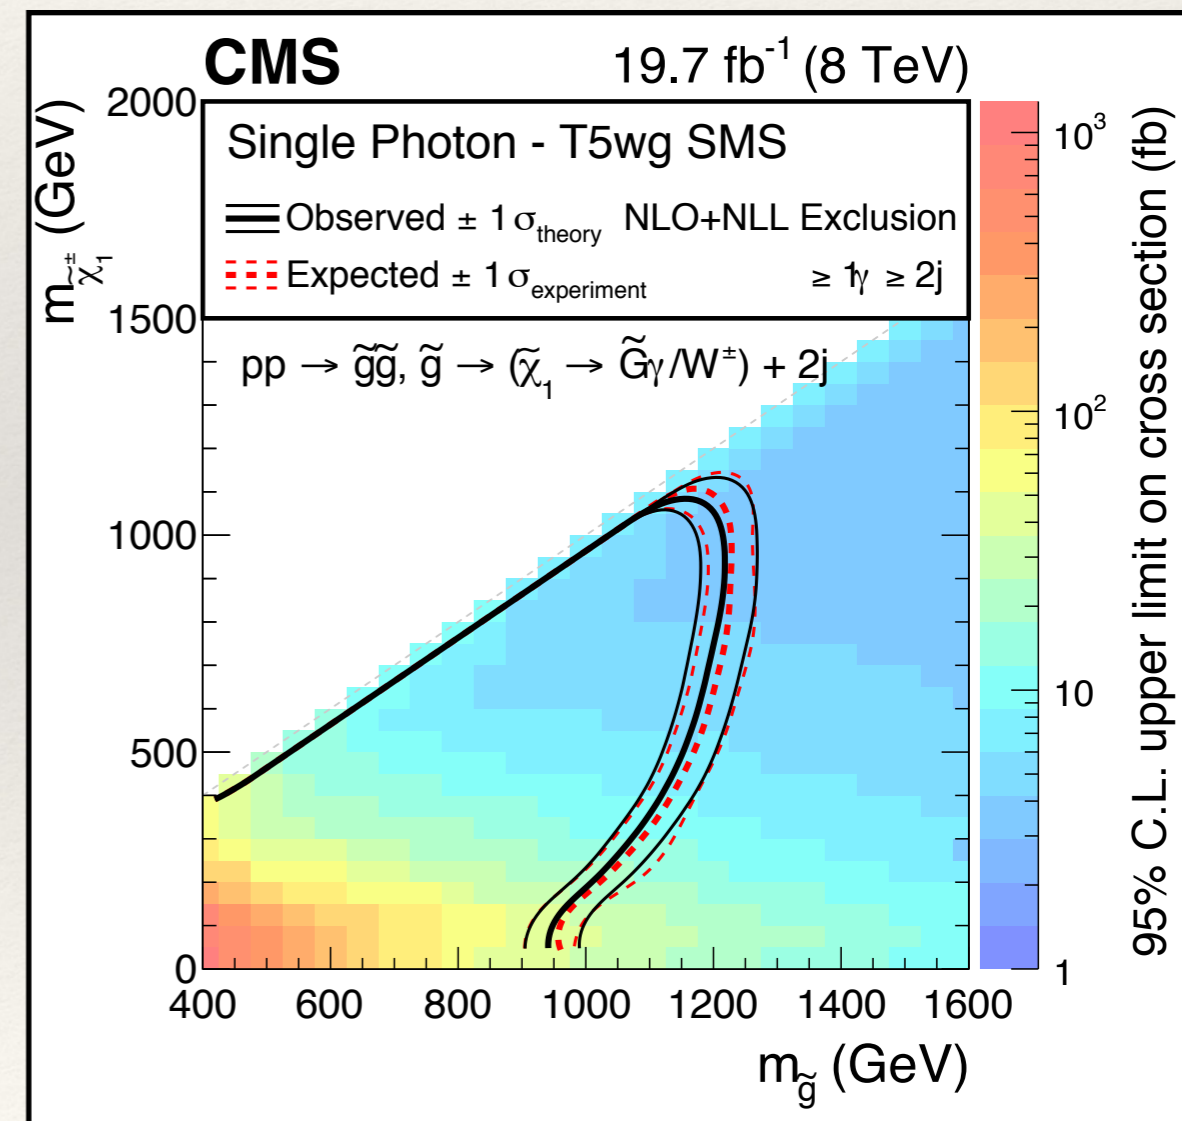 CMS 19.7 fb⁻¹ (8 TeV)
Single Photon - T5wg SMS
Observed ± 1 σ_theory NLO+NLL Exclusion
Expected ± 1 σ_experiment ≥ 1γ ≥ 2j
pp → g̃g̃, g̃ → (χ̃₁ → G̃γ/W±) + 2j
m_χ̃₁± (GeV)
2000
1500
1000
500
0
400 600 800 1000 1200 1400 1600
m_g̃ (GeV)
10³
10²
10
1
95% C.L. upper limit on cross section (fb)